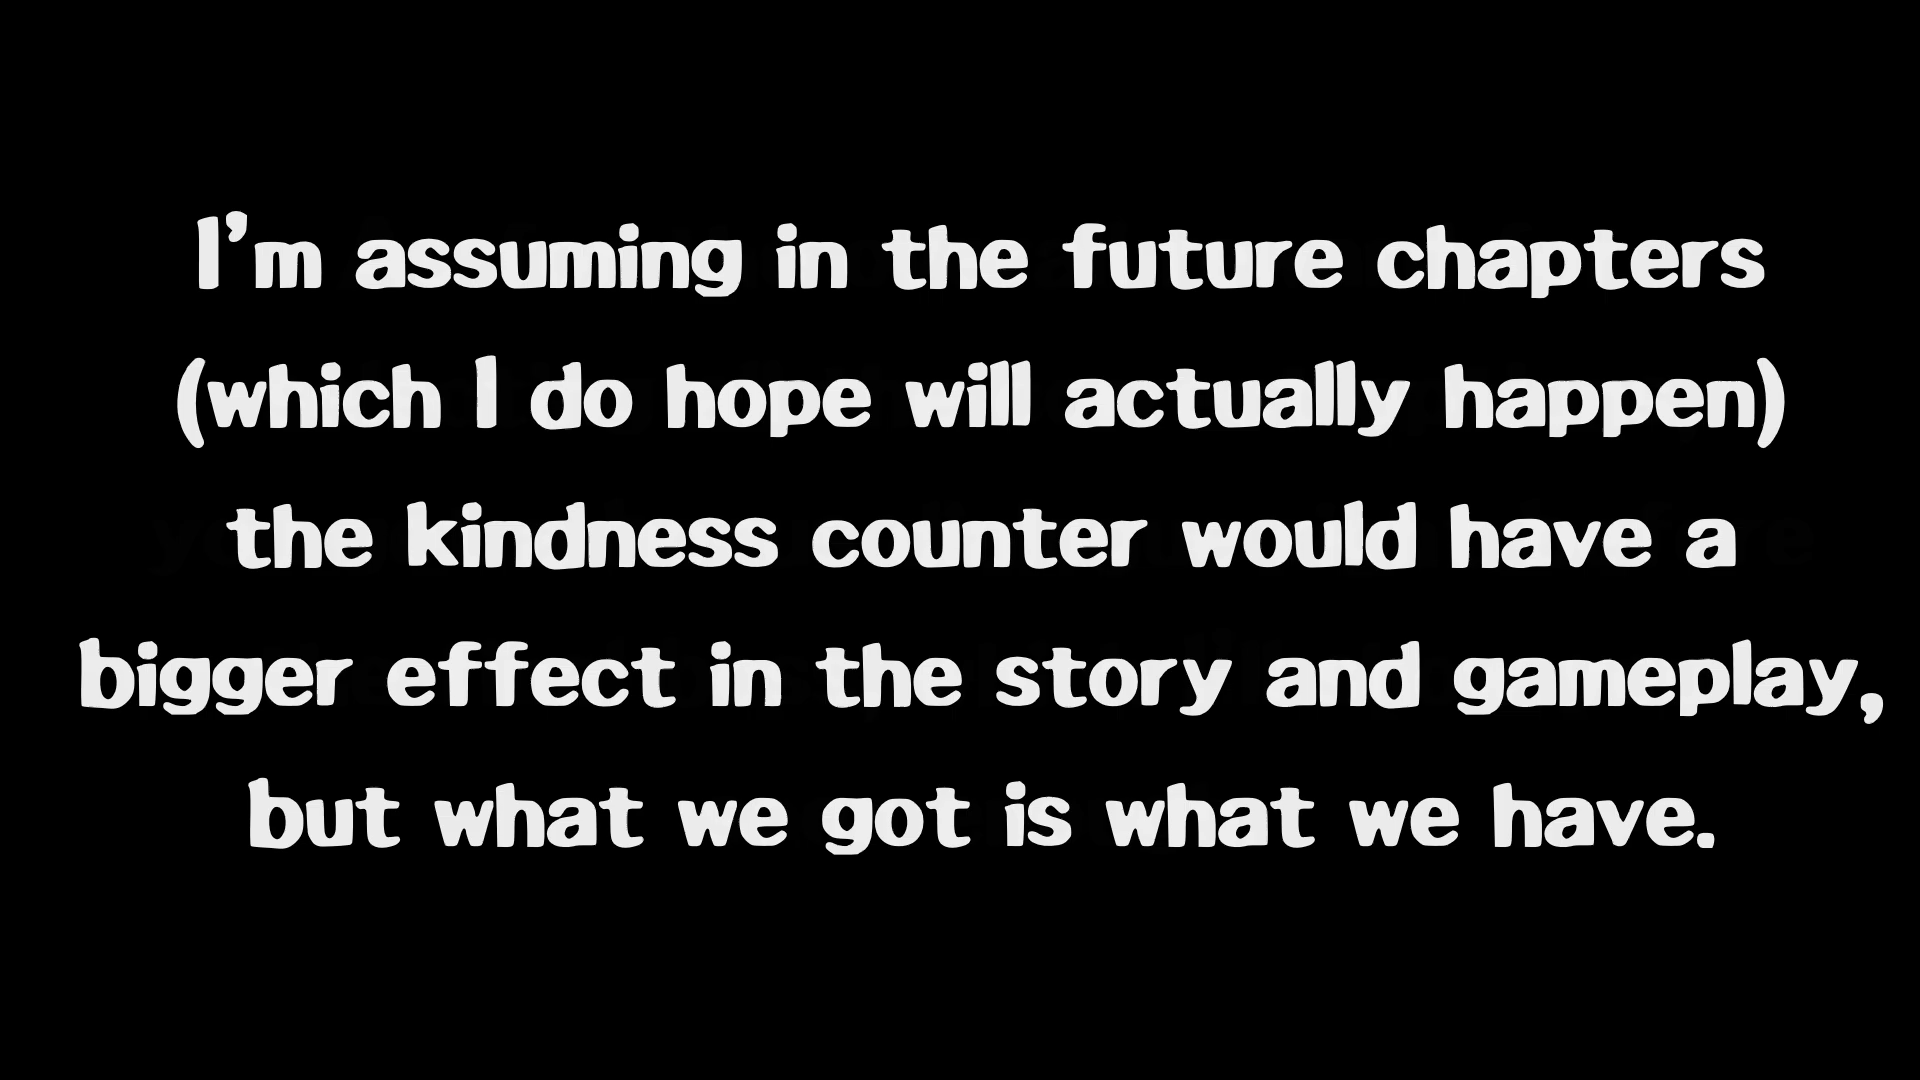 I'm assuming in the future chapters
(which I do hope will actually happen)
the kindness counter would have a
bigger effect in the story and gameplay,
but what we got is what we have.